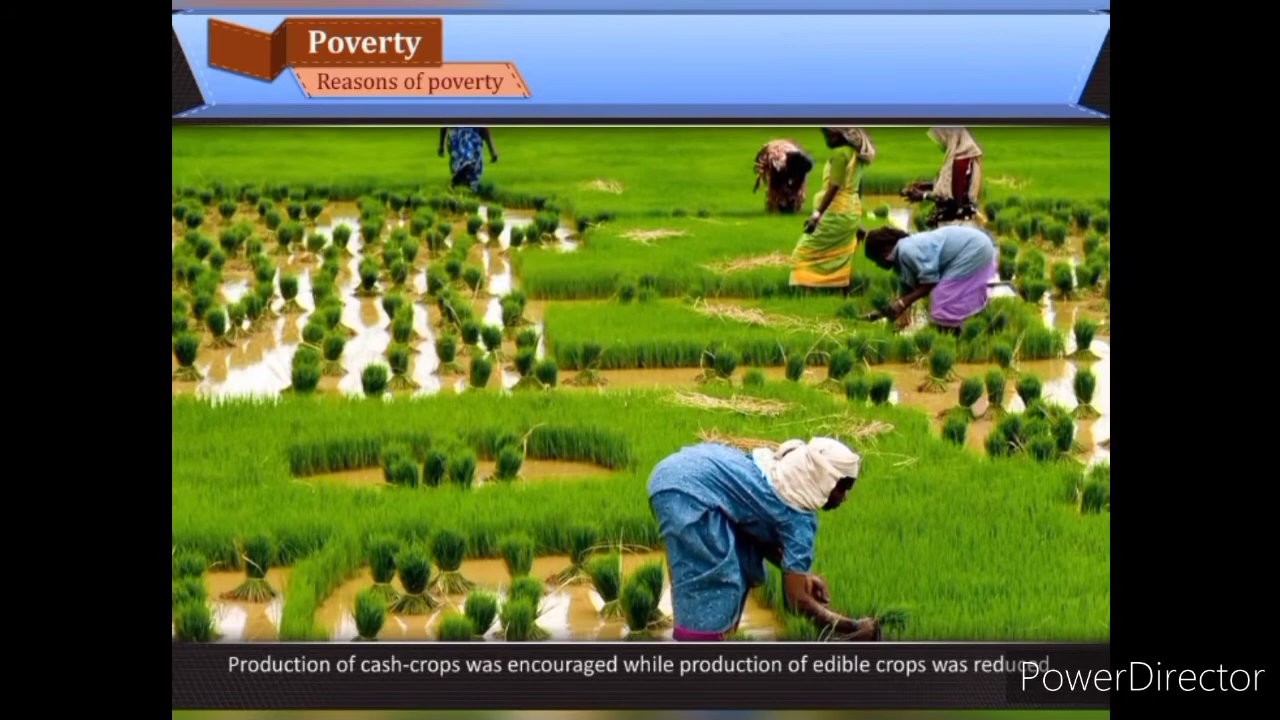 Poverty
Reasons of poverty
Production of cash-crops was encouraged while production of edible crops was reduced
PowerDirector